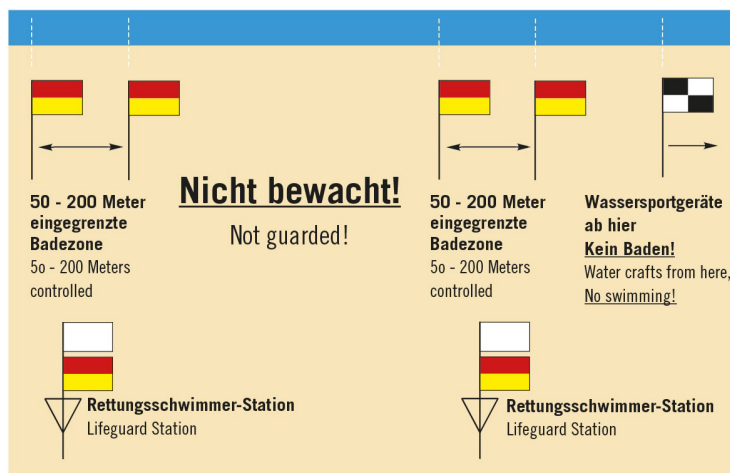 50 - 200 Meter
eingegrenzte
Badezone
5o - 200 Meters
controlled
Nicht bewacht!
Not guarded!
50 - 200 Meter
eingegrenzte
Badezone
5o - 200 Meters
controlled
Wassersportgeräte
ab hier
Kein Baden!
Water crafts from here,
No swimming!
Rettungsschwimmer-Station
Lifeguard Station
Rettungsschwimmer-Station
Lifeguard Station